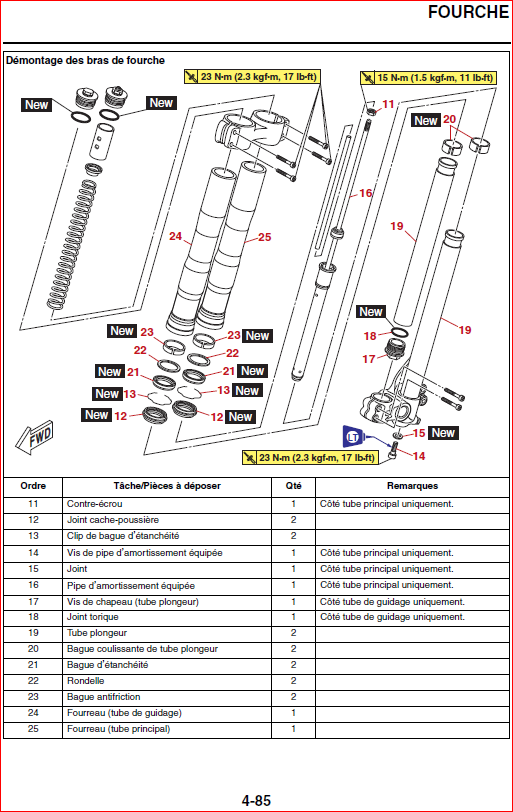 FOURCHE
Démontage des bras de fourche
23 N·m (2.3 kgf·m, 17 lb·ft)
15 N·m (1.5 kgf·m, 11 lb·ft)
New
New
11
New 20
16
19
24
25
New
19
New 23
23 New
18
22
22
17
New 21
21 New
New 13
13 New
New 12
12 New
15 New
FWD
LT
23 N·m (2.3 kgf·m, 17 lb·ft)
14
Ordre Tâche/Pièces à déposer Qté Remarques
11 Contre-écrou 1 Côté tube principal uniquement.
12 Joint cache-poussière 2
13 Clip de bague d'étanchéité 2
14 Vis de pipe d'amortissement équipée 1 Côté tube principal uniquement.
15 Joint 1 Côté tube principal uniquement.
16 Pipe d'amortissement équipée 1 Côté tube principal uniquement.
17 Vis de chapeau (tube plongeur) 1 Côté tube de guidage uniquement.
18 Joint torique 1 Côté tube de guidage uniquement.
19 Tube plongeur 2
20 Bague coulissante de tube plongeur 2
21 Bague d'étanchéité 2
22 Rondelle 2
23 Bague antifriction 2
24 Fourreau (tube de guidage) 1
25 Fourreau (tube principal) 1
4-85